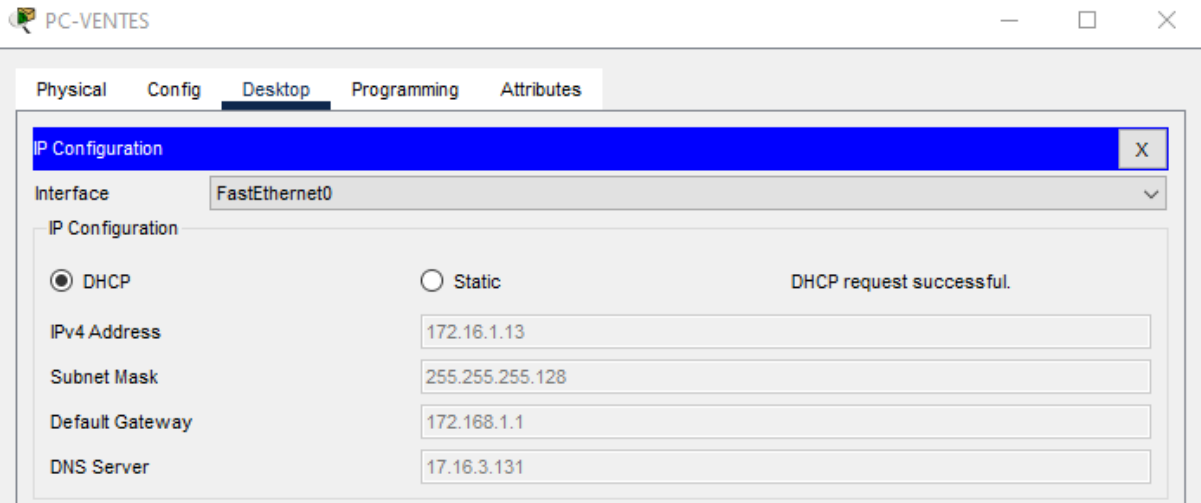 PC-VENTES
Physical Config Desktop Programming Attributes
IP Configuration X
Interface FastEthernet0
IP Configuration
DHCP Static DHCP request successful.
IPv4 Address 172.16.1.13
Subnet Mask 255.255.255.128
Default Gateway 172.168.1.1
DNS Server 17.16.3.131